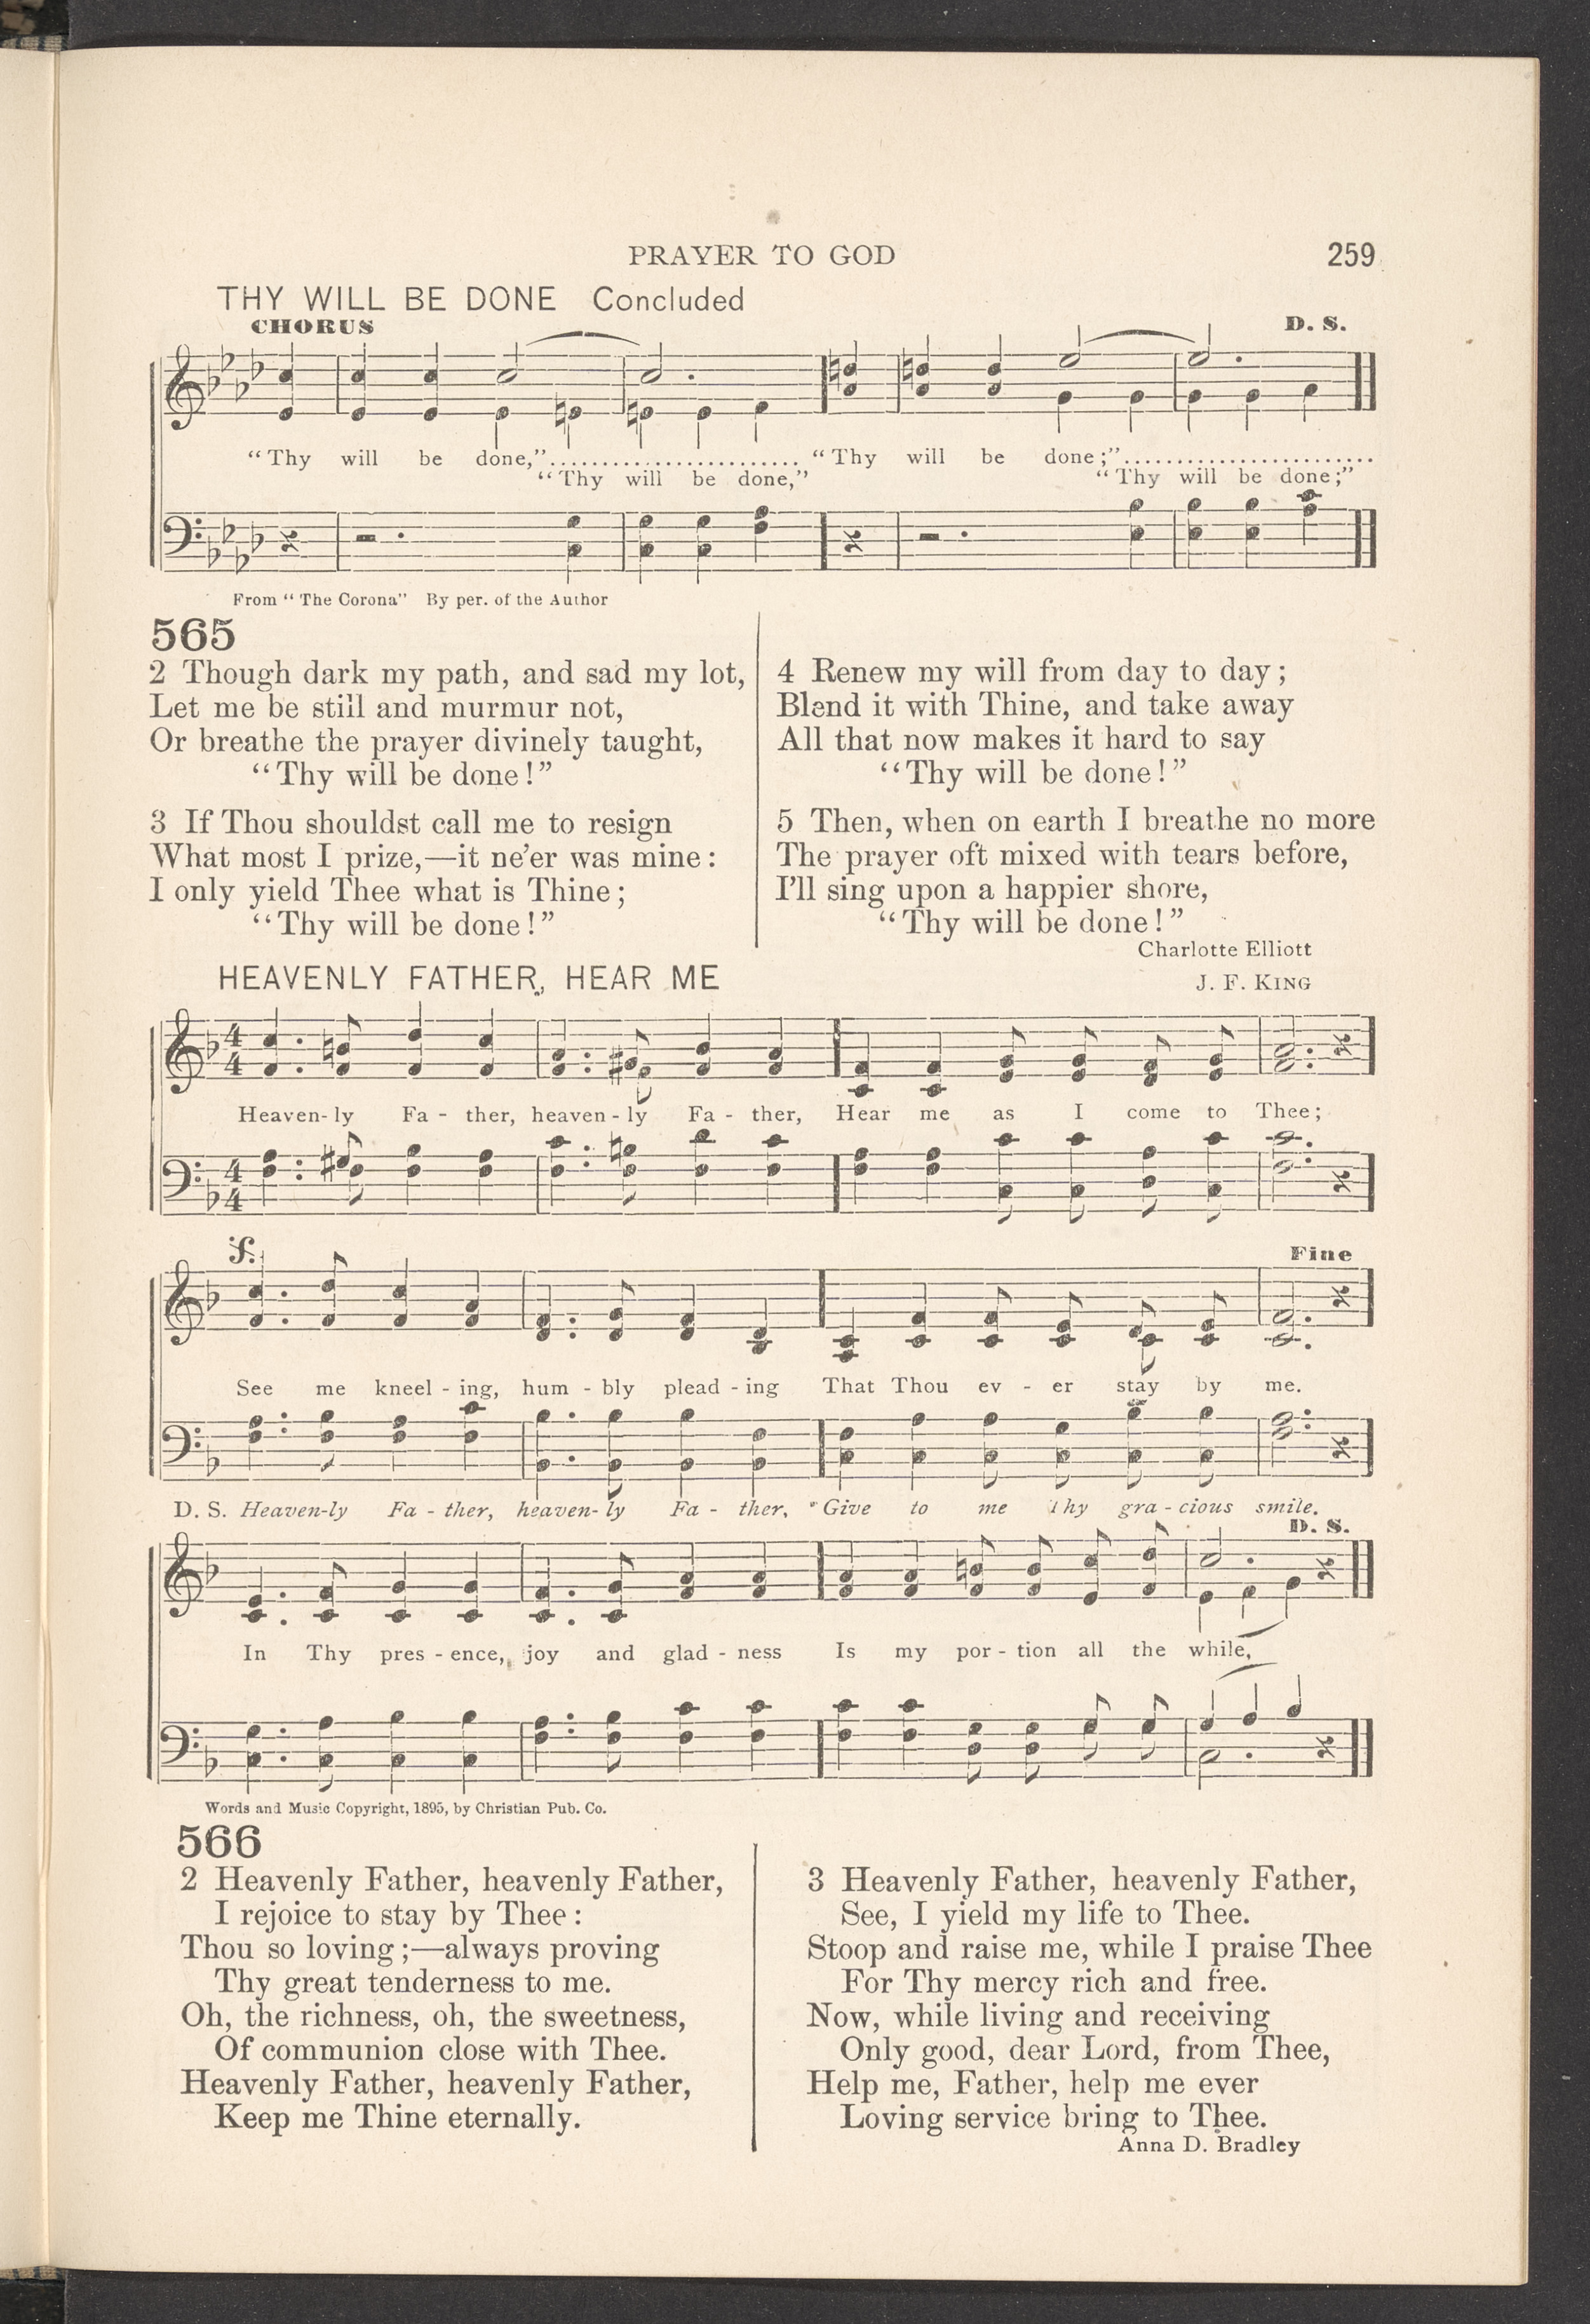 PRAYER TO GOD 259
THY WILL BE DONE Concluded
CHORUS D. S.
"Thy will be done,"........................ "Thy will be done;"........................
"Thy will be done," "Thy will be done;"
From "The Corona" By per. of the Author
565
2 Though dark my path, and sad my lot,
Let me be still and murmur not,
Or breathe the prayer divinely taught,
"Thy will be done!"
3 If Thou shouldst call me to resign
What most I prize,—it ne'er was mine:
I only yield Thee what is Thine;
"Thy will be done!"
4 Renew my will from day to day;
Blend it with Thine, and take away
All that now makes it hard to say
"Thy will be done!"
5 Then, when on earth I breathe no more
The prayer oft mixed with tears before,
I'll sing upon a happier shore,
"Thy will be done!"
Charlotte Elliott
HEAVENLY FATHER, HEAR ME J. F. KING
4 4
Heaven-ly Fa-ther, heaven-ly Fa-ther, Hear me as I come to Thee;
4 4
Fine
See me kneel-ing, hum-bly plead-ing That Thou ev-er stay by me.
D. S. Heaven-ly Fa-ther, heaven-ly Fa-ther, Give to me Thy gra-cious smile.
D. S.
In Thy pres-ence, joy and glad-ness Is my por-tion all the while,
Words and Music Copyright, 1895, by Christian Pub. Co.
566
2 Heavenly Father, heavenly Father,
I rejoice to stay by Thee:
Thou so loving;—always proving
Thy great tenderness to me.
Oh, the richness, oh, the sweetness,
Of communion close with Thee.
Heavenly Father, heavenly Father,
Keep me Thine eternally.
3 Heavenly Father, heavenly Father,
See, I yield my life to Thee.
Stoop and raise me, while I praise Thee
For Thy mercy rich and free.
Now, while living and receiving
Only good, dear Lord, from Thee,
Help me, Father, help me ever
Loving service bring to Thee.
Anna D. Bradley